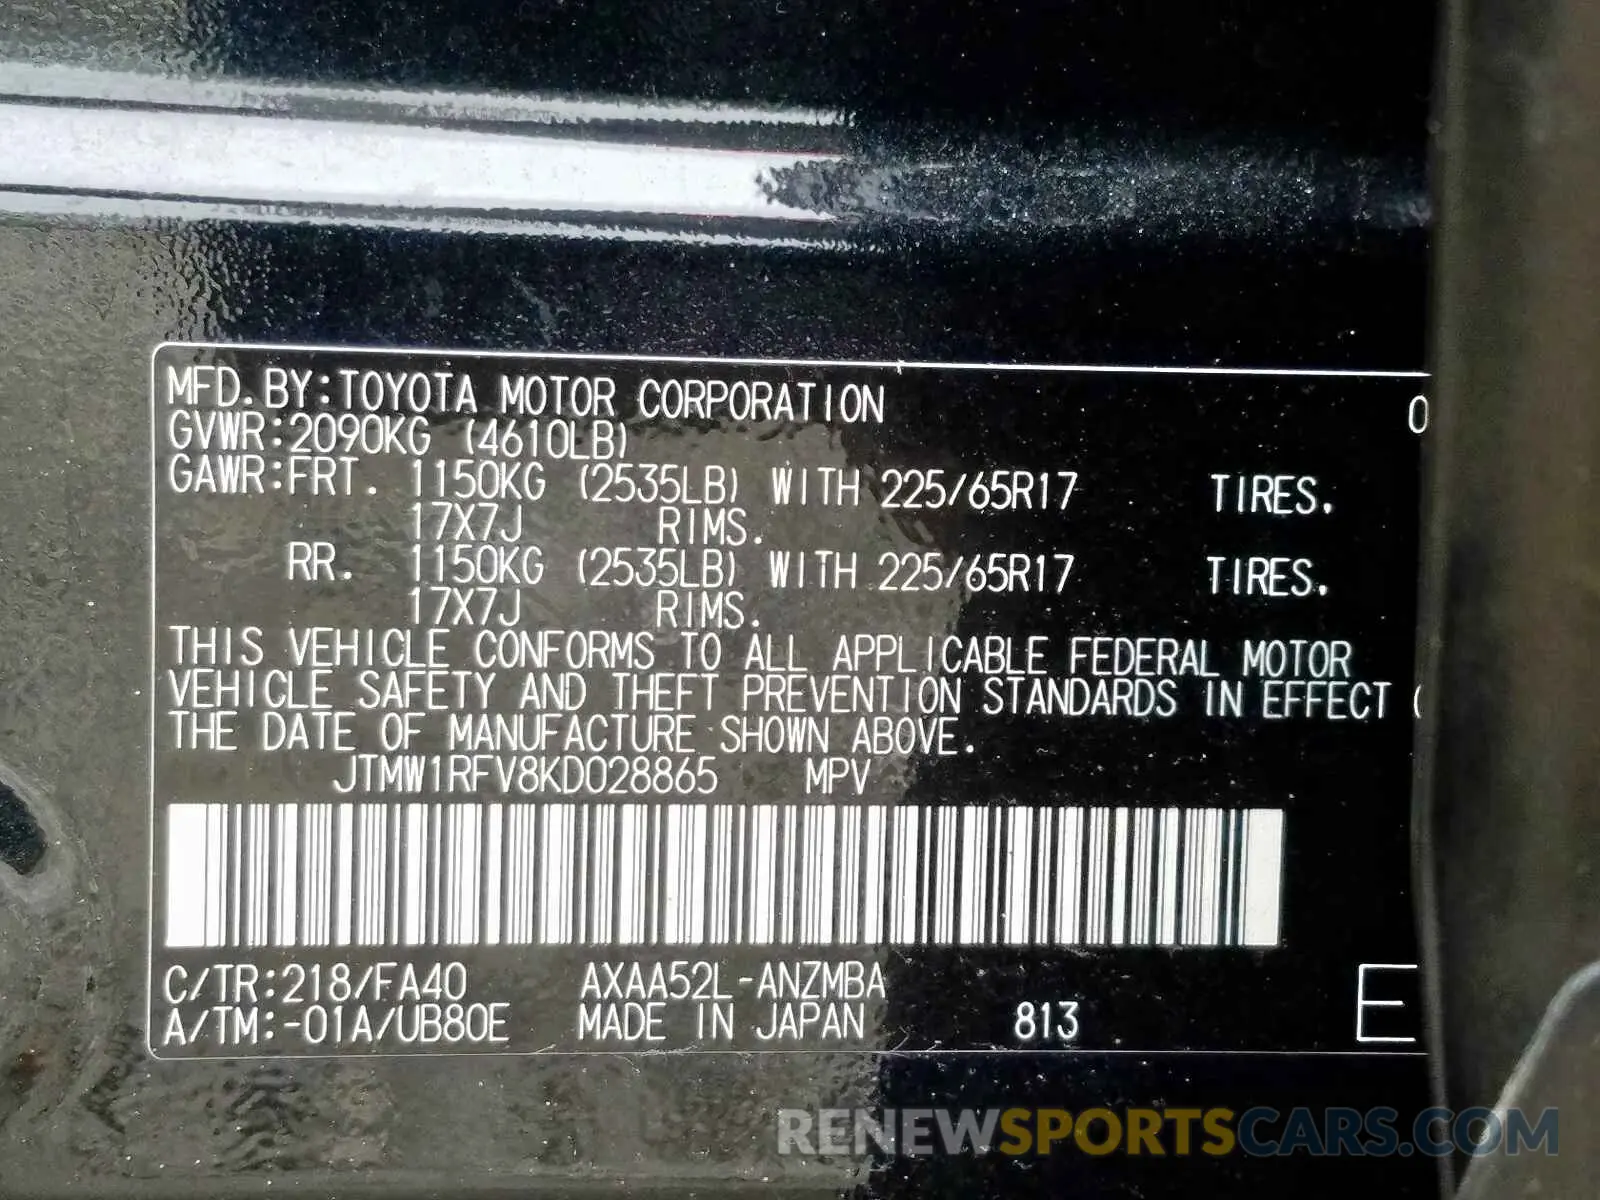 MFD.BY:TOYOTA MOTOR CORPORATION 0
GVWR:2090KG (4610LB)
GAWR:FRT. 1150KG (2535LB) WITH 225/65R17 TIRES.
17X7J RIMS.
RR. 1150KG (2535LB) WITH 225/65R17 TIRES.
17X7J RIMS.
THIS VEHICLE CONFORMS TO ALL APPLICABLE FEDERAL MOTOR
VEHICLE SAFETY AND THEFT PREVENTION STANDARDS IN EFFECT (
THE DATE OF MANUFACTURE SHOWN ABOVE.
JTMW1RFV8KD028865 MPV
C/TR:218/FA40 AXAA52L-ANZMBA E
A/TM:-01A/UB80E MADE IN JAPAN 813
RENEWSPORTSCARS.COM